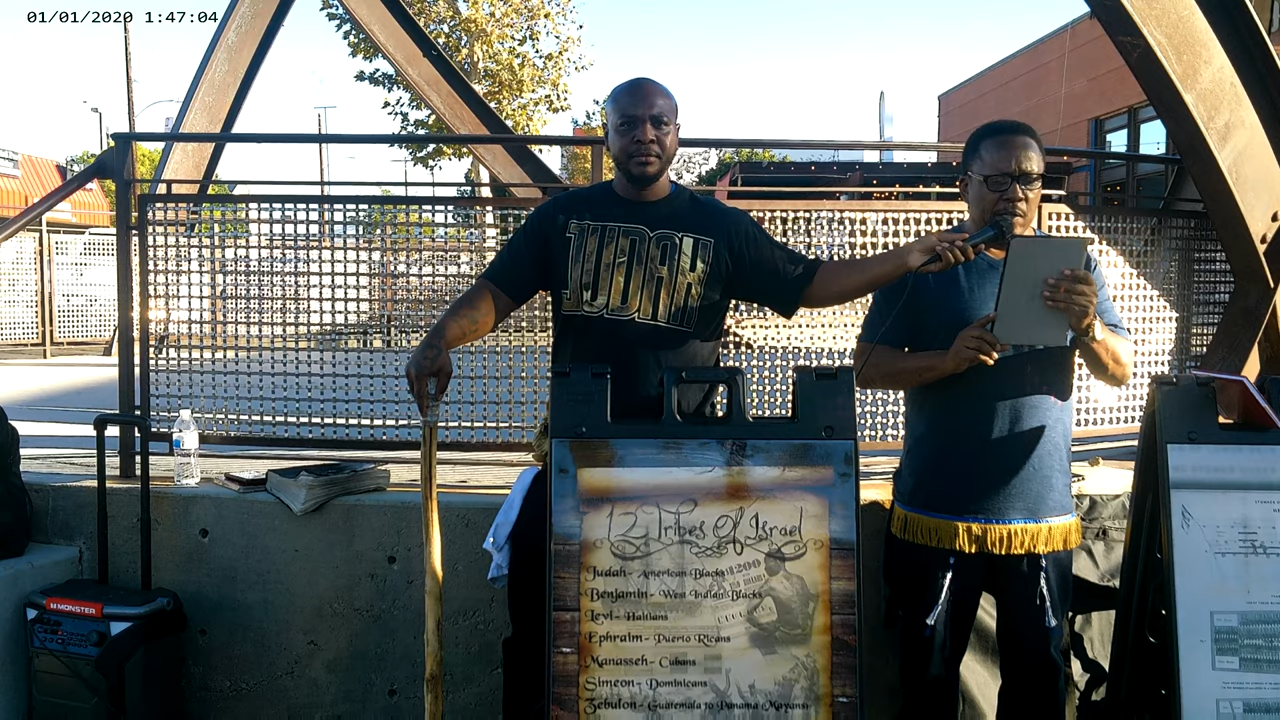 01/01/2020 1:47:04
JUDAH
12 Tribes Of Israel
$1200
Judah- American Blacks
Benjamin- West Indian Blacks
Levi- Haitians
Ephraim- Puerto Ricans
Manasseh- Cubans
Simeon- Dominicans
Zebulon- Guatemala to Panama (Mayans)
MONSTER